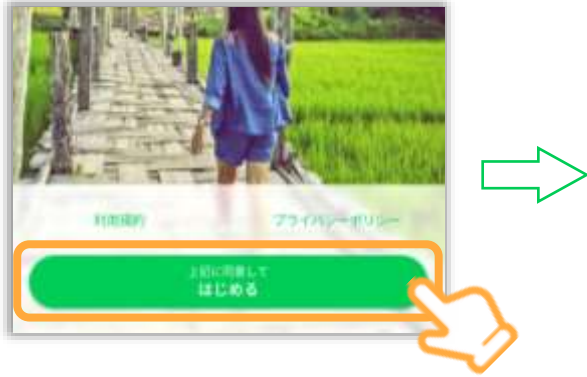 利用規約
プライバシーポリシー
上記に同意して
はじめる